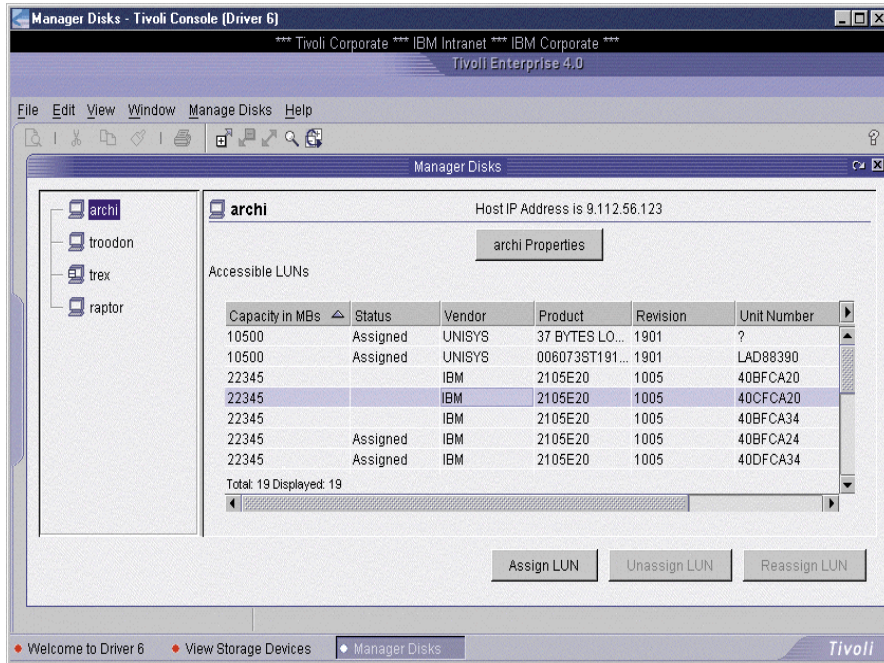 Manager Disks - Tivoli Console (Driver 6)
*** Tivoli Corporate *** IBM Intranet *** IBM Corporate ***
Tivoli Enterprise 4.0
File Edit View Window Manage Disks Help
Manager Disks
archi
troodon
trex
raptor
archi Host IP Address is 9.112.56.123
archi Properties
Accessible LUNs
Capacity in MBs Status Vendor Product Revision Unit Number
10500 Assigned UNISYS 37 BYTES LO... 1901 ?
10500 Assigned UNISYS 006073ST191... 1901 LAD88390
22345 IBM 2105E20 1005 40BFCA20
22345 IBM 2105E20 1005 40CFCA20
22345 IBM 2105E20 1005 40BFCA34
22345 Assigned IBM 2105E20 1005 40BFCA24
22345 Assigned IBM 2105E20 1005 40DFCA34
Total: 19 Displayed: 19
Assign LUN Unassign LUN Reassign LUN
Welcome to Driver 6 View Storage Devices Manager Disks Tivoli